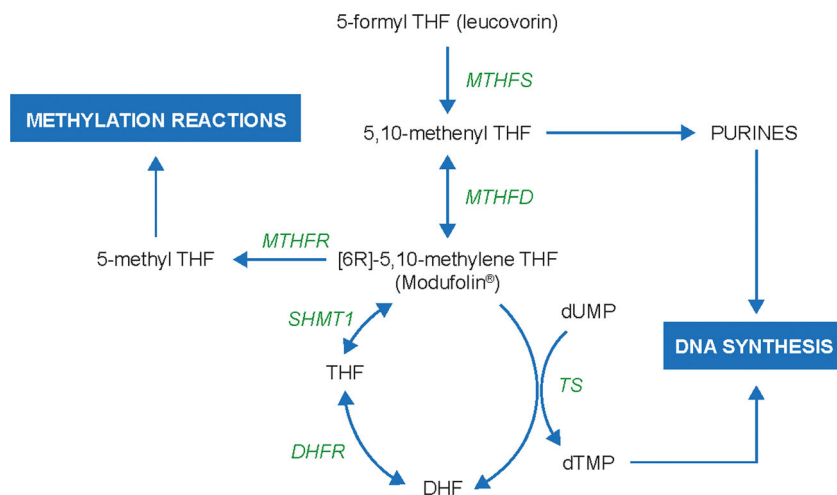 5-formyl THF (leucovorin)
MTHFS
METHYLATION REACTIONS
5,10-methenyl THF
PURINES
MTHFD
MTHFR
5-methyl THF
[6R]-5,10-methylene THF
(Modufolin®)
SHMT1
dUMP
DNA SYNTHESIS
THF
TS
DHFR
dTMP
DHF